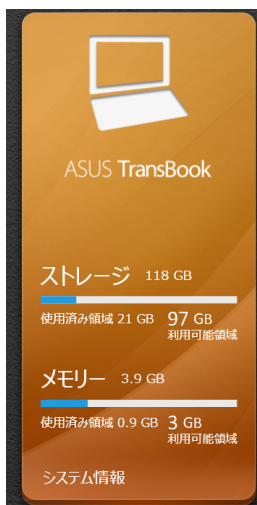 ASUS TransBook
ストレージ 118 GB
使用済み領域 21 GB 97 GB
利用可能領域
メモリー 3.9 GB
使用済み領域 0.9 GB 3 GB
利用可能領域
システム情報